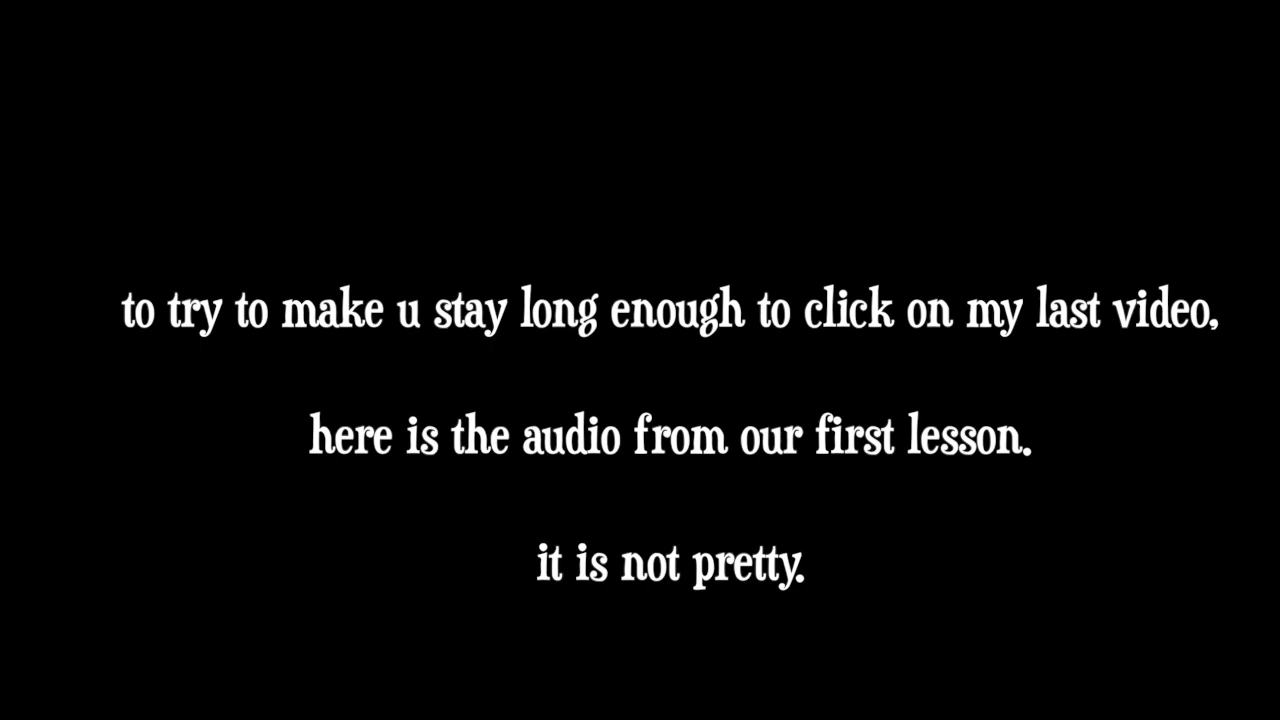 to try to make u stay long enough to click on my last video,
here is the audio from our first lesson.
it is not pretty.